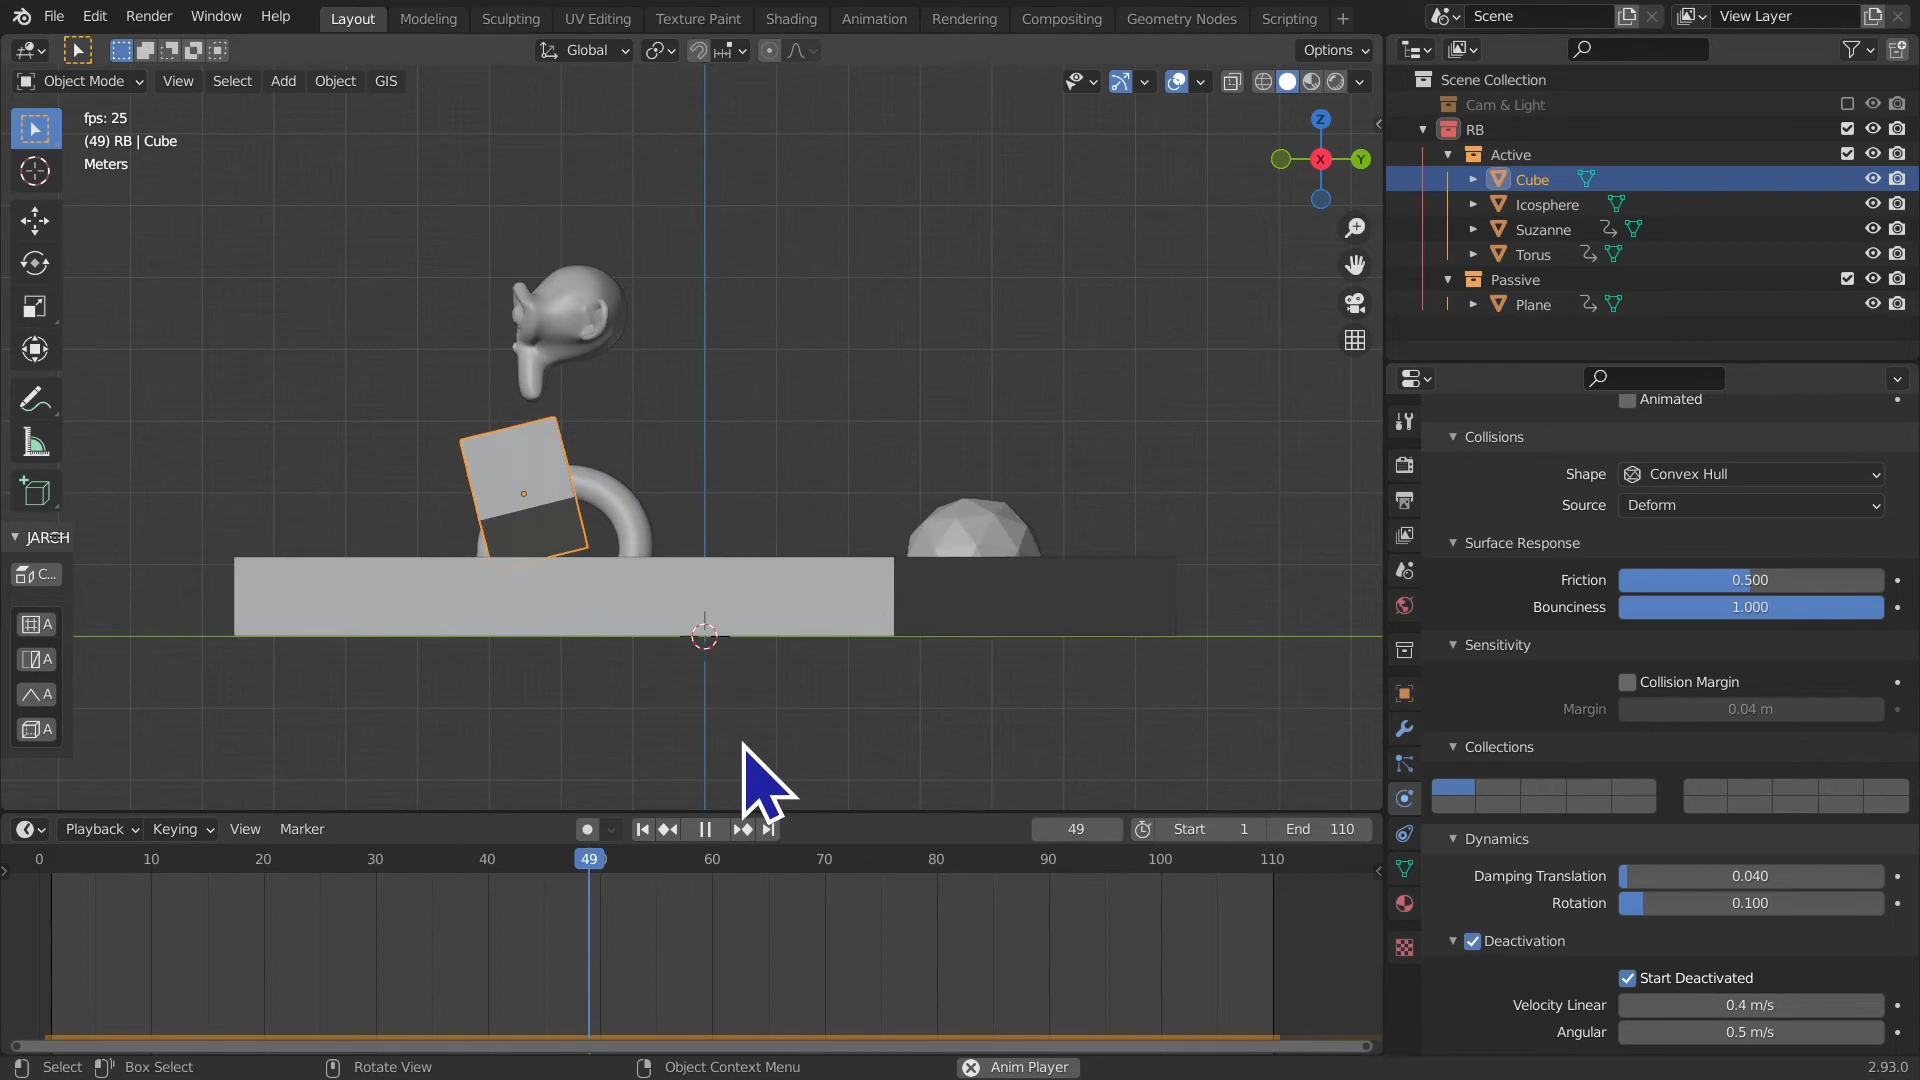 File Edit Render Window Help Layout Modeling Sculpting UV Editing Texture Paint Shading Animation Rendering Compositing Geometry Nodes Scripting + Scene View Layer
Global Options
Object Mode View Select Add Object GIS
Scene Collection
Cam & Light
RB
Active
Cube
Icosphere
Suzanne
Torus
Passive
Plane
fps: 25
(49) RB | Cube
Meters
Z
X
Y
C...
A
A
A
A
Animated
Collisions
Shape Convex Hull
Source Deform
Surface Response
Friction 0.500
Bounciness 1.000
Sensitivity
Collision Margin
Margin 0.04 m
Collections
Dynamics
Damping Translation 0.040
Rotation 0.100
Deactivation
Start Deactivated
Velocity Linear 0.4 m/s
Angular 0.5 m/s
Playback Keying View Marker 49 Start 1 End 110
0 10 20 30 40 49 60 70 80 90 100 110
Select Box Select Rotate View Object Context Menu Anim Player 2.93.0